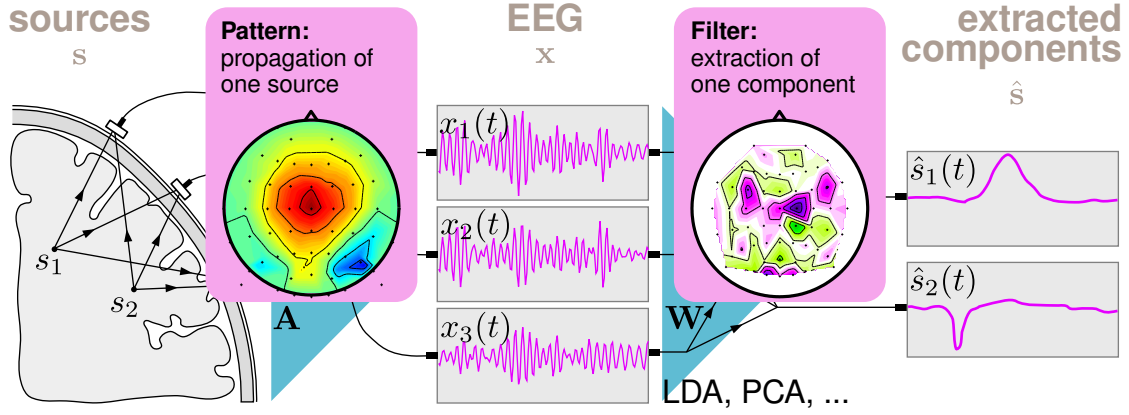 sources
s
Pattern:
propagation of
one source
EEG
x
Filter:
extraction of
one component
extracted
components
ŝ
x₁(t)
x₂(t)
x₃(t)
ŝ₁(t)
ŝ₂(t)
s₁
s₂
A
W
LDA, PCA, ...